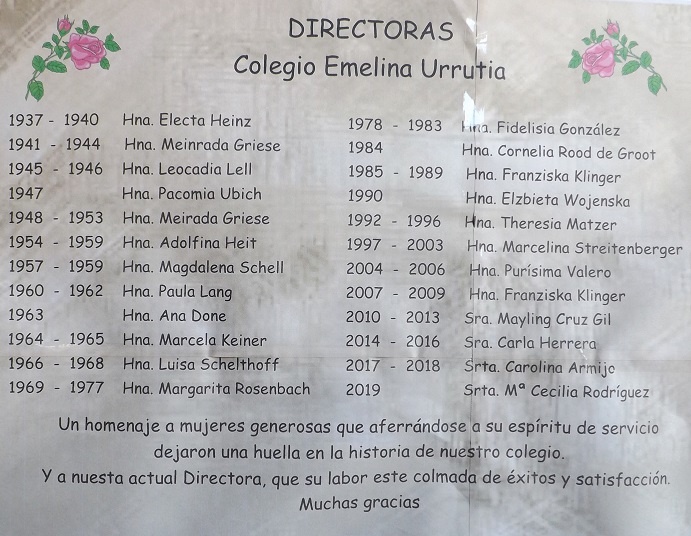 DIRECTORAS
Colegio Emelina Urrutia
1937 - 1940 Hna. Electa Heinz
1941 - 1944 Hna. Meinrada Griese
1945 - 1946 Hna. Leocadia Lell
1947 Hna. Pacomia Ubich
1948 - 1953 Hna. Meirada Griese
1954 - 1959 Hna. Adolfina Heit
1957 - 1959 Hna. Magdalena Schell
1960 - 1962 Hna. Paula Lang
1963 Hna. Ana Done
1964 - 1965 Hna. Marcela Keiner
1966 - 1968 Hna. Luisa Schelthoff
1969 - 1977 Hna. Margarita Rosenbach
1978 - 1983 Hna. Fidelisia González
1984 Hna. Cornelia Rood de Groot
1985 - 1989 Hna. Franziska Klinger
1990 Hna. Elzbieta Wojenska
1992 - 1996 Hna. Theresia Matzer
1997 - 2003 Hna. Marcelina Streitenberger
2004 - 2006 Hna. Purísima Valero
2007 - 2009 Hna. Franziska Klinger
2010 - 2013 Sra. Mayling Cruz Gil
2014 - 2016 Sra. Carla Herrera
2017 - 2018 Srta. Carolina Armijo
2019 Srta. Mª Cecilia Rodríguez
Un homenaje a mujeres generosas que aferrándose a su espíritu de servicio
dejaron una huella en la historia de nuestro colegio.
Y a nuesta actual Directora, que su labor este colmada de éxitos y satisfacción.
Muchas gracias